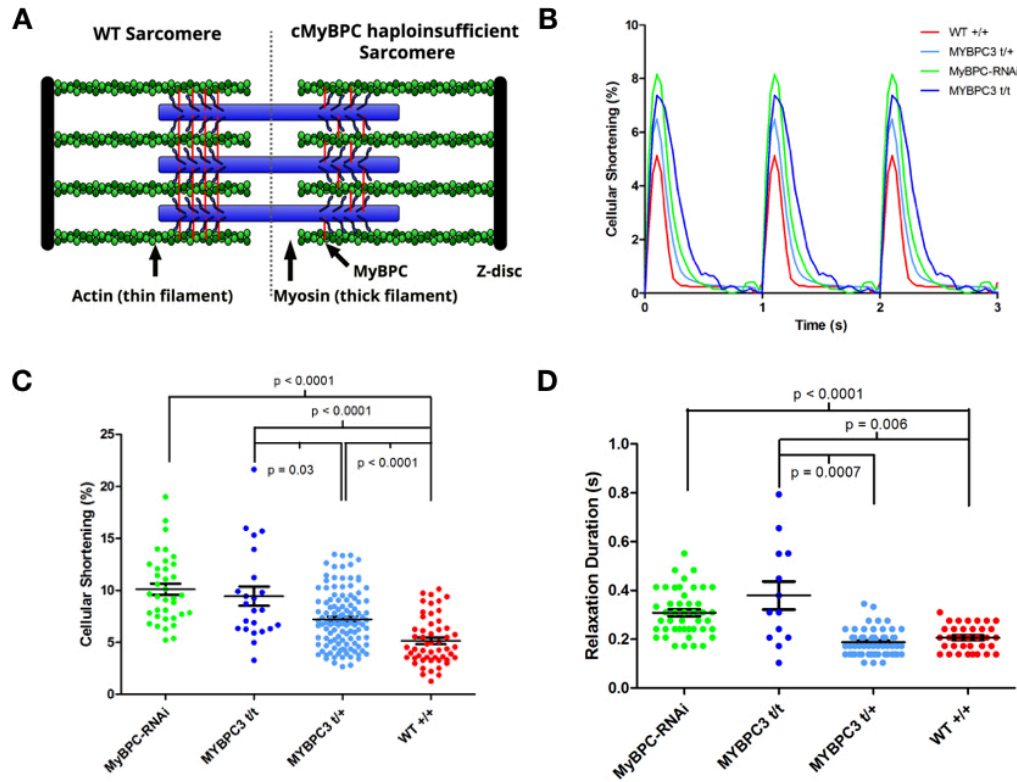 A
WT Sarcomere
cMyBPC haploinsufficient
Sarcomere
MyBPC
Z-disc
Actin (thin filament)
Myosin (thick filament)
B
WT +/+
MYBPC3 t/+
MyBPC-RNAi
MYBPC3 t/t
Cellular Shortening (%)
10
8
6
4
2
0
0
1
2
3
Time (s)
C
p < 0.0001
p < 0.0001
p = 0.03
p < 0.0001
Cellular Shortening (%)
25
20
15
10
5
0
MyBPC-RNAi
MYBPC3 t/t
MYBPC3 t/+
WT +/+
D
p < 0.0001
p = 0.006
p = 0.0007
Relaxation Duration (s)
1.0
0.8
0.6
0.4
0.2
0.0
MyBPC-RNAi
MYBPC3 t/t
MYBPC3 t/+
WT +/+